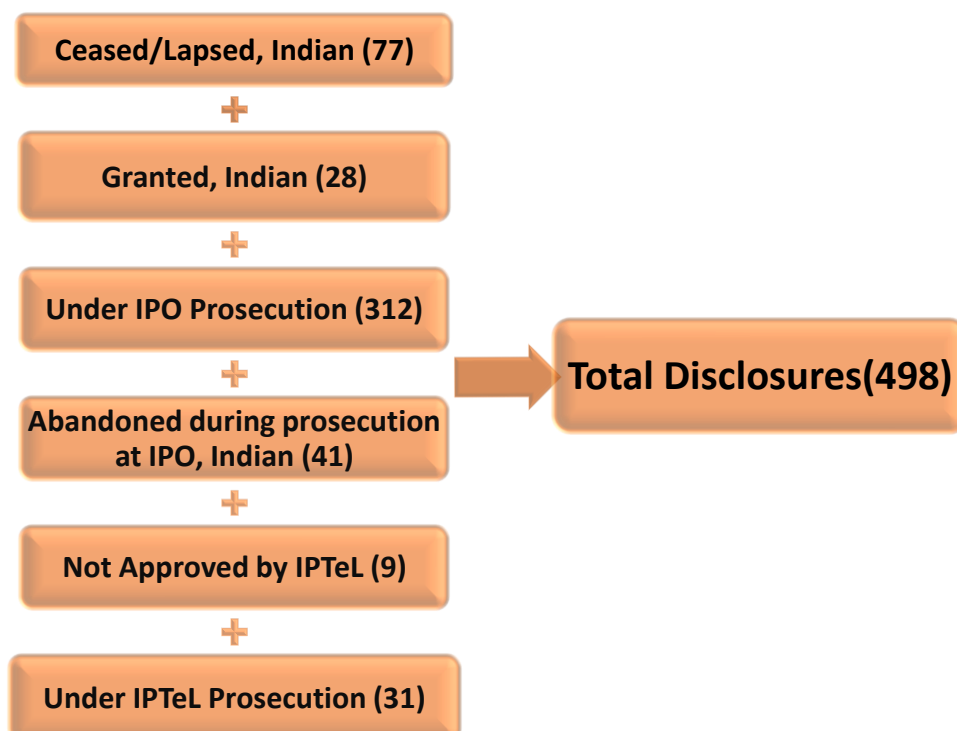 Ceased/Lapsed, Indian (77)
Granted, Indian (28)
Under IPO Prosecution (312)
Abandoned during prosecution
at IPO, Indian (41)
Not Approved by IPTeL (9)
Under IPTeL Prosecution (31)
Total Disclosures(498)